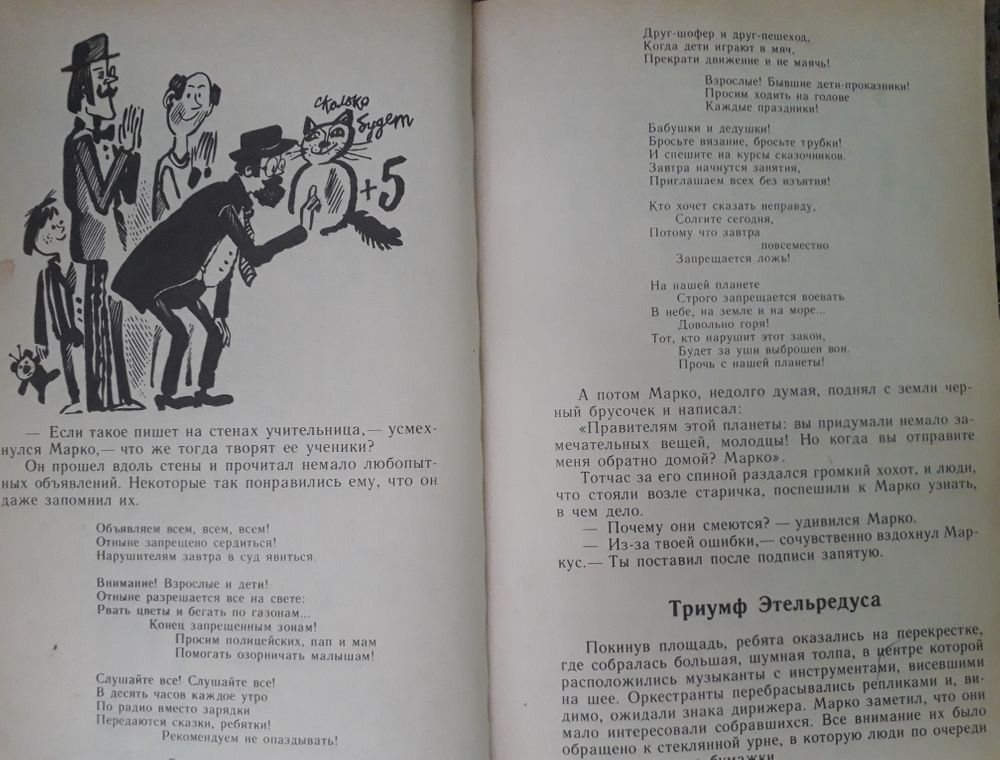 сколько
будет
+5
— Если такое пишет на стенах учительница,— усмех-
нулся Марко,— что же тогда творят ее ученики?
Он прошел вдоль стены и прочитал немало любопыт-
ных объявлений. Некоторые так понравились ему, что он
даже запомнил их.
Объявляем всем, всем, всем!
Отныне запрещено сердиться!
Нарушителям завтра в суд явиться.
Внимание! Взрослые и дети!
Отныне разрешается все на свете:
Рвать цветы и бегать по газонам...
Конец запрещенным зонам!
Просим полицейских, пап и мам
Помогать озорничать малышам!
Слушайте все! Слушайте все!
В десять часов каждое утро
По радио вместо зарядки
Передаются сказки, ребятки!
Рекомендуем не опаздывать!
Друг-шофер и друг-пешеход,
Когда дети играют в мяч,
Прекрати движение и не маячь!
Взрослые! Бывшие дети-проказники!
Просим ходить на голове
Каждые праздники!
Бабушки и дедушки!
Бросьте вязание, бросьте трубки!
И спешите на курсы сказочников.
Завтра начнутся занятия,
Приглашаем всех без изъятия!
Кто хочет сказать неправду,
Солгите сегодня,
Потому что завтра
повсеместно
Запрещается ложь!
На нашей планете
Строго запрещается воевать
В небе, на земле и на море...
Довольно горя!
Тот, кто нарушит этот закон,
Будет за уши выброшен вон.
Прочь с нашей планеты!
А потом Марко, недолго думая, поднял с земли чер-
ный брусочек и написал:
«Правителям этой планеты: вы придумали немало за-
мечательных вещей, молодцы! Но когда вы отправите
меня обратно домой? Марко».
Тотчас за его спиной раздался громкий хохот, и люди,
что стояли возле старичка, поспешили к Марко узнать,
в чем дело.
— Почему они смеются? — удивился Марко.
— Из-за твоей ошибки,— сочувственно вздохнул Мар-
кус.— Ты поставил после подписи запятую.
Триумф Этельредуса
Покинув площадь, ребята оказались на перекрестке,
где собралась большая, шумная толпа, в центре которой
расположились музыканты с инструментами, висевшими
на шее. Оркестранты перебрасывались репликами и, ви-
димо, ожидали знака дирижера. Марко заметил, что они
мало интересовали собравшихся. Все внимание их было
обращено к стеклянной урне, в которую люди по очереди
бумажки